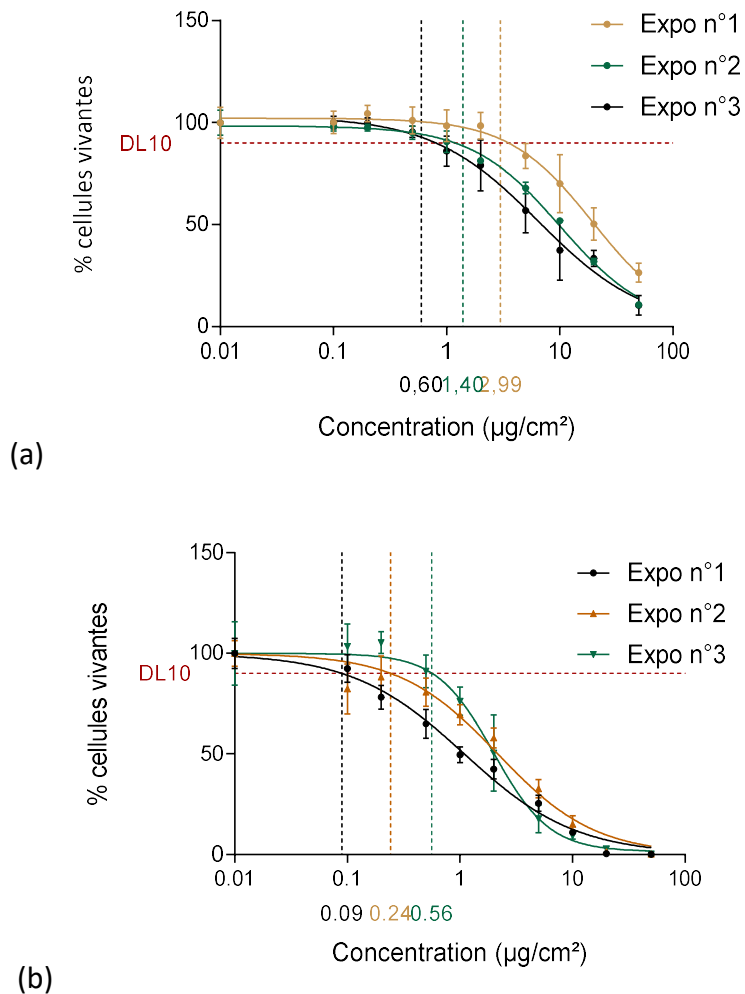 150
100
50
0
% cellules vivantes
DL10
Expo n°1
Expo n°2
Expo n°3
0.01 0.1 1 10 100
0,60 1,40 2,99
Concentration (µg/cm²)
(a)
150
100
50
0
% cellules vivantes
DL10
Expo n°1
Expo n°2
Expo n°3
0.01 0.1 1 10 100
0.09 0.24 0.56
Concentration (µg/cm²)
(b)